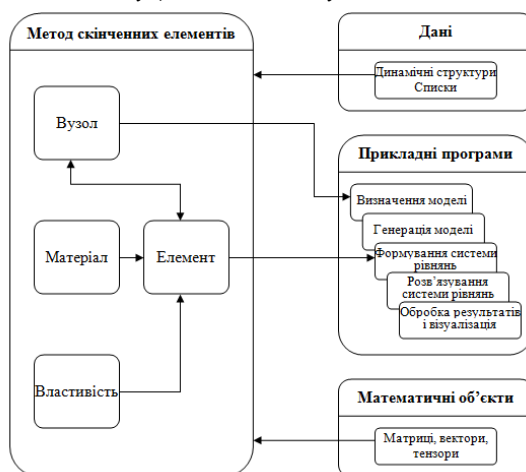 Метод скінченних елементів
Вузол
Матеріал
Елемент
Властивість
Дані
Динамічні структури
Списки
Прикладні програми
Визначення моделі
Генерація моделі
Формування системи
рівнянь
Розв’язування
системи рівнянь
Обробка результатів
і візуалізація
Математичні об’єкти
Матриці, вектори,
тензори